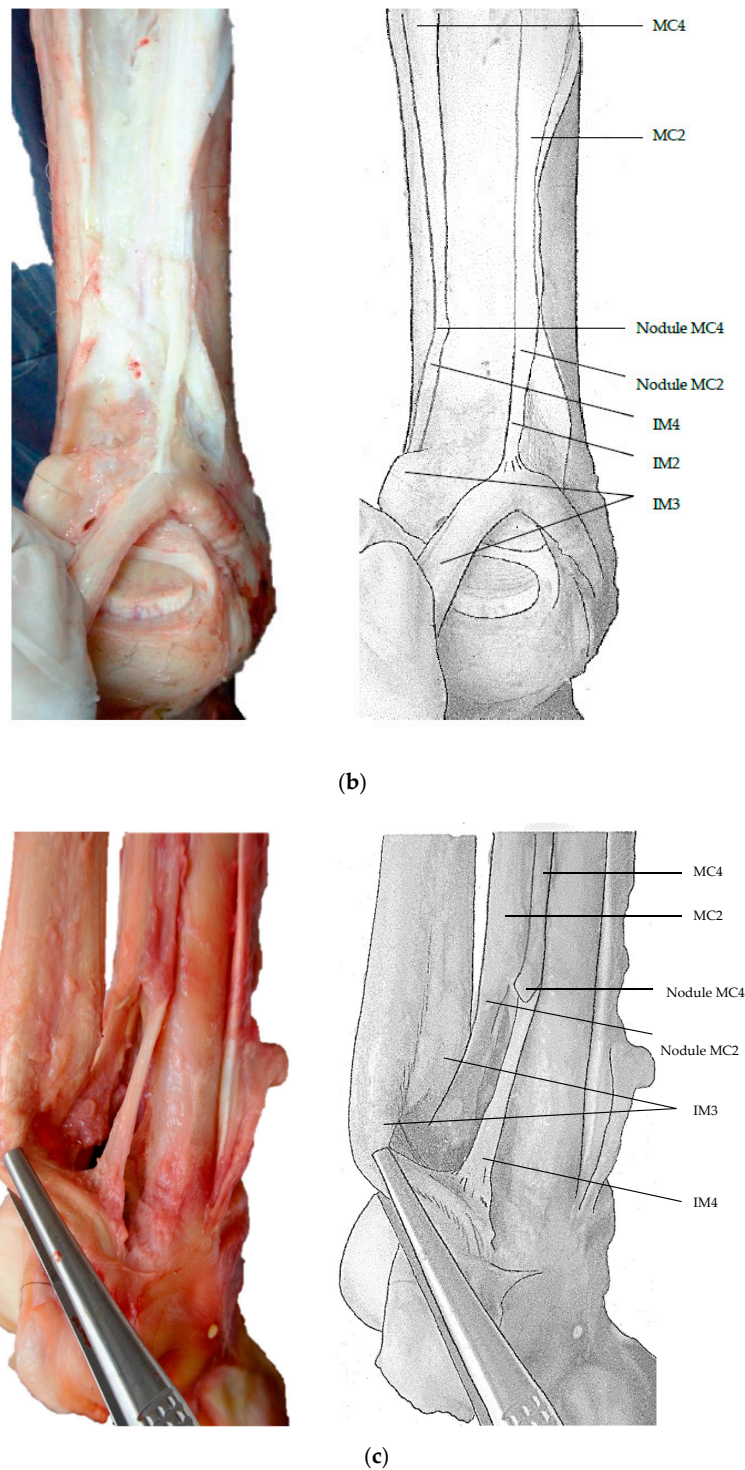 MC4
MC2
Nodule MC4
Nodule MC2
IM4
IM2
IM3
(b)
MC4
MC2
Nodule MC4
Nodule MC2
IM3
IM4
(c)